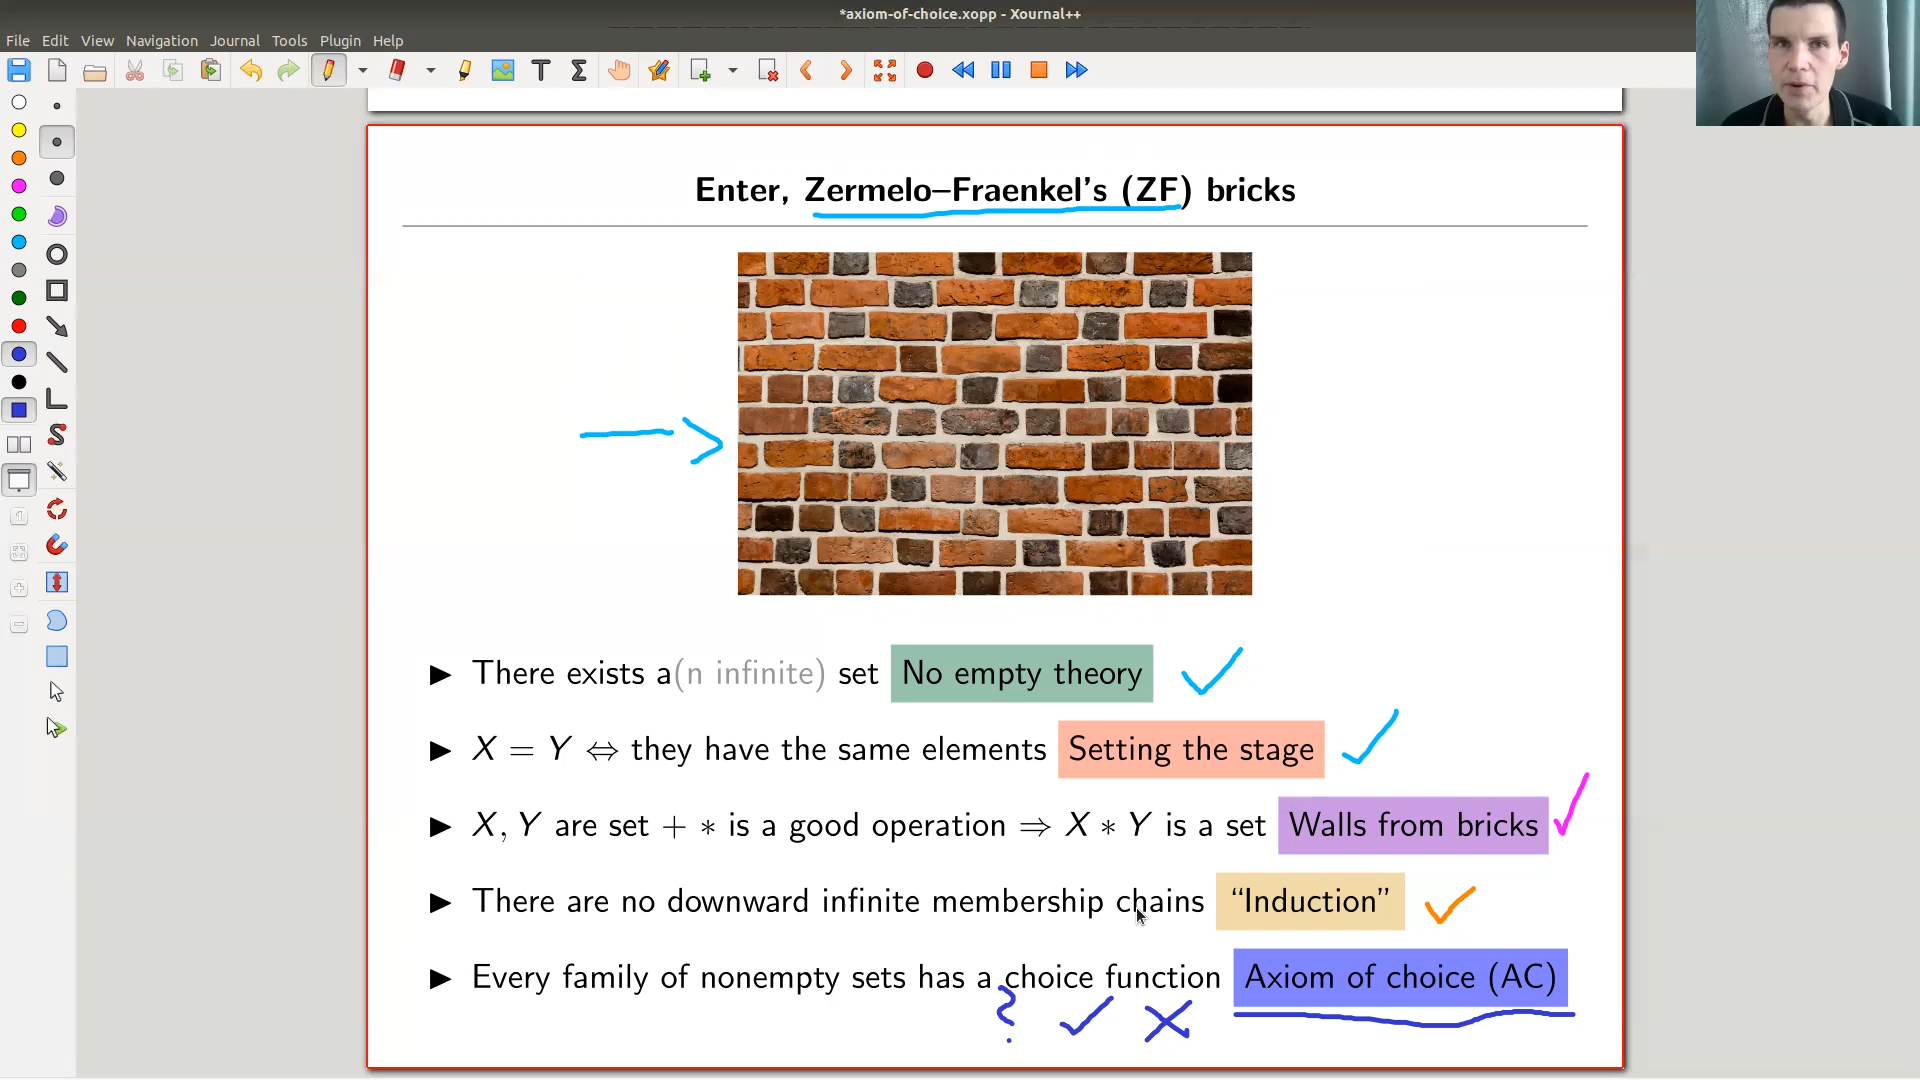 *axiom-of-choice.xopp - Xournal++
File Edit View Navigation Journal Tools Plugin Help
Enter, Zermelo–Fraenkel's (ZF) bricks
► There exists a(n infinite) set No empty theory
► X = Y ⇔ they have the same elements Setting the stage
► X, Y are set + ∗ is a good operation ⇒ X ∗ Y is a set Walls from bricks
► There are no downward infinite membership chains “Induction”
► Every family of nonempty sets has a choice function Axiom of choice (AC)
?